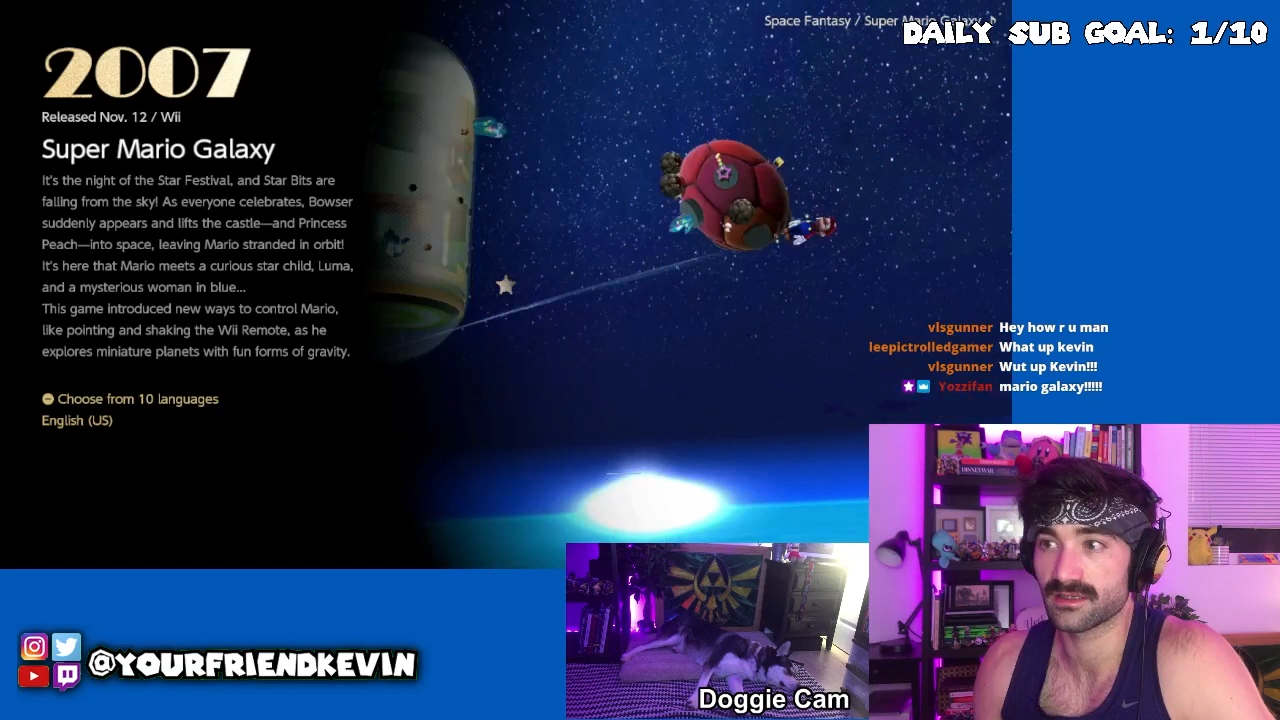 Space Fantasy / Super Mario Galaxy ♪
DAILY SUB GOAL: 1/10
2007
Released Nov. 12 / Wii
Super Mario Galaxy
It's the night of the Star Festival, and Star Bits are
falling from the sky! As everyone celebrates, Bowser
suddenly appears and lifts the castle—and Princess
Peach—into space, leaving Mario stranded in orbit!
It's here that Mario meets a curious star child, Luma,
and a mysterious woman in blue...
This game introduced new ways to control Mario,
like pointing and shaking the Wii Remote, as he
explores miniature planets with fun forms of gravity.
Choose from 10 languages
English (US)
vlsgunner Hey how r u man
leepictrolledgamer What up kevin
vlsgunner Wut up Kevin!!!
Yozzifan mario galaxy!!!!!
DISNEYWAR
@YOURFRIENDKEVIN
Doggie Cam